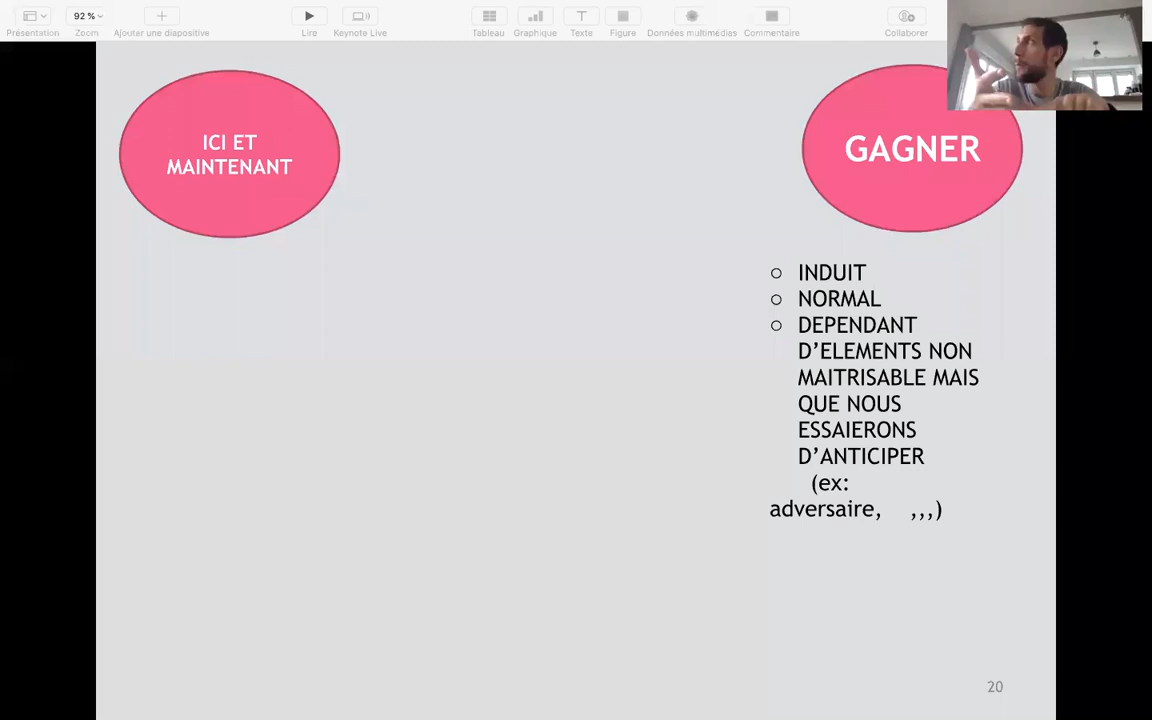 92 %
Présentation
Zoom
Ajouter une diapositive
Lire
Keynote Live
Tableau
Graphique
Texte
Figure
Données multimédias
Commentaire
Collaborer
ICI ET
MAINTENANT
GAGNER
○ INDUIT
○ NORMAL
○ DEPENDANT
D’ELEMENTS NON
MAITRISABLE MAIS
QUE NOUS
ESSAIERONS
D’ANTICIPER
(ex:
adversaire, ,,,)
20